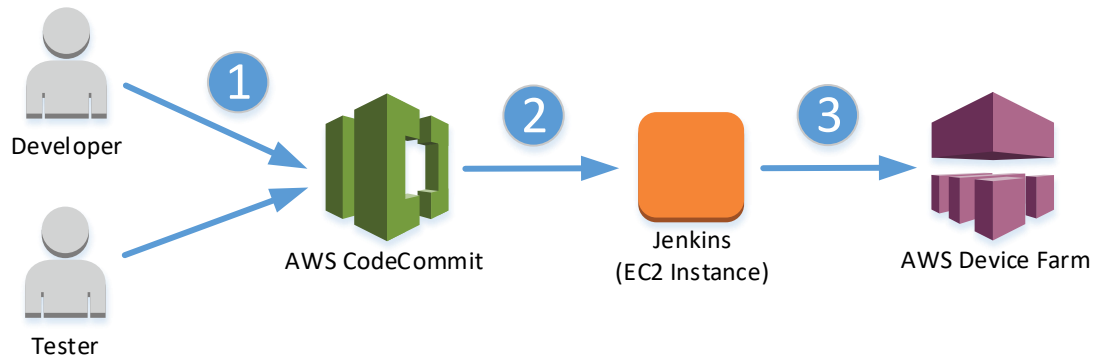 Developer
1
Tester
AWS CodeCommit
2
Jenkins
(EC2 Instance)
3
AWS Device Farm